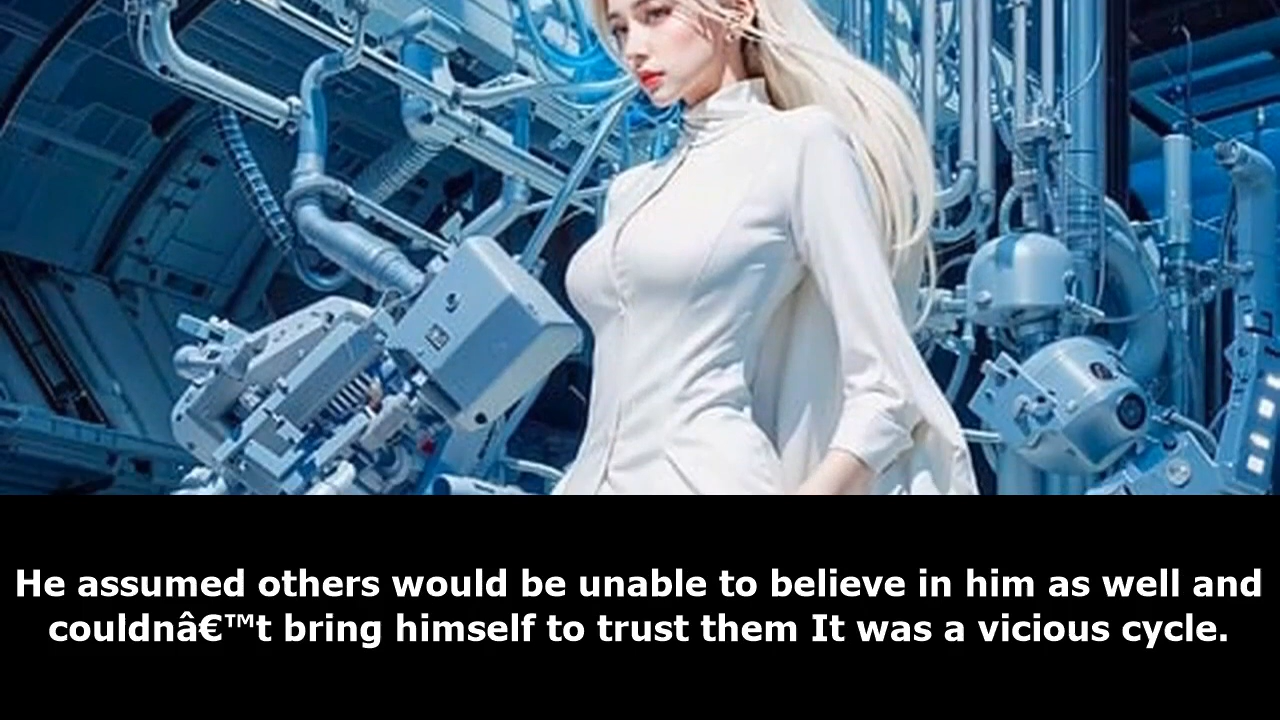 He assumed others would be unable to believe in him as well and
couldnâ€™t bring himself to trust them It was a vicious cycle.